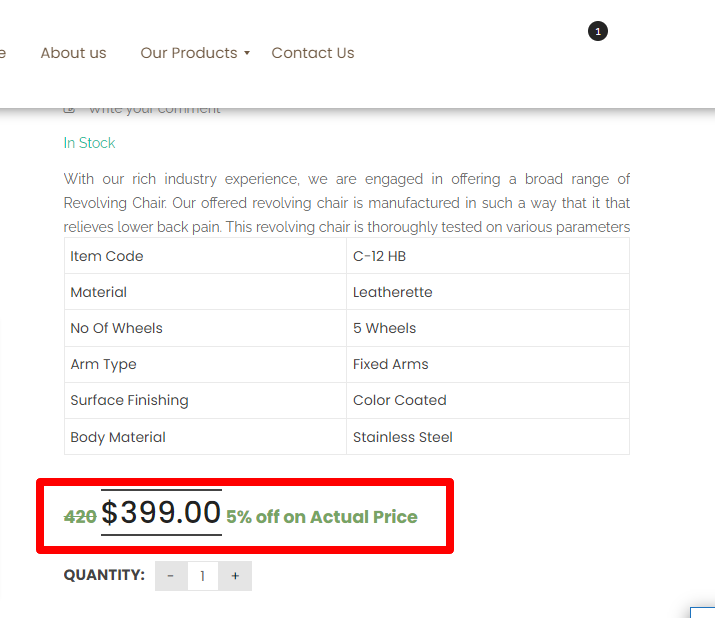 1
e About us Our Products Contact Us
Write your comment
In Stock
With our rich industry experience, we are engaged in offering a broad range of
Revolving Chair. Our offered revolving chair is manufactured in such a way that it that
relieves lower back pain. This revolving chair is thoroughly tested on various parameters
Item Code C-12 HB
Material Leatherette
No Of Wheels 5 Wheels
Arm Type Fixed Arms
Surface Finishing Color Coated
Body Material Stainless Steel
420 $399.00 5% off on Actual Price
QUANTITY: - 1 +